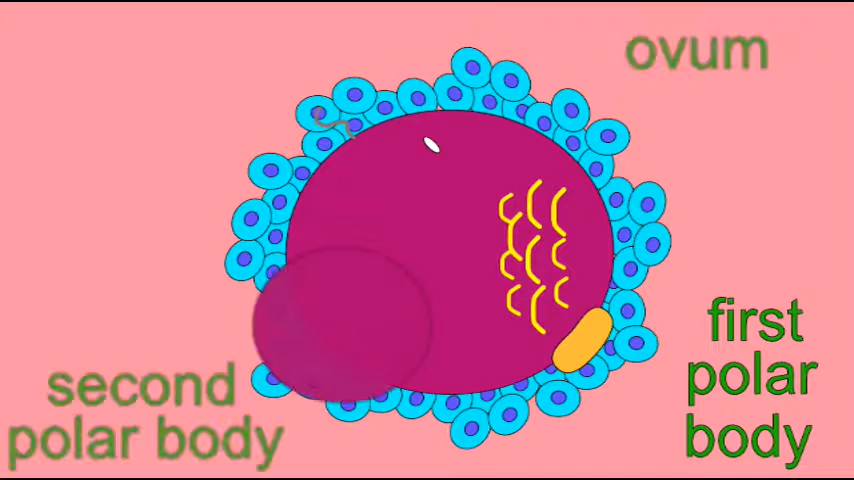 ovum
first
polar
body
second
polar body